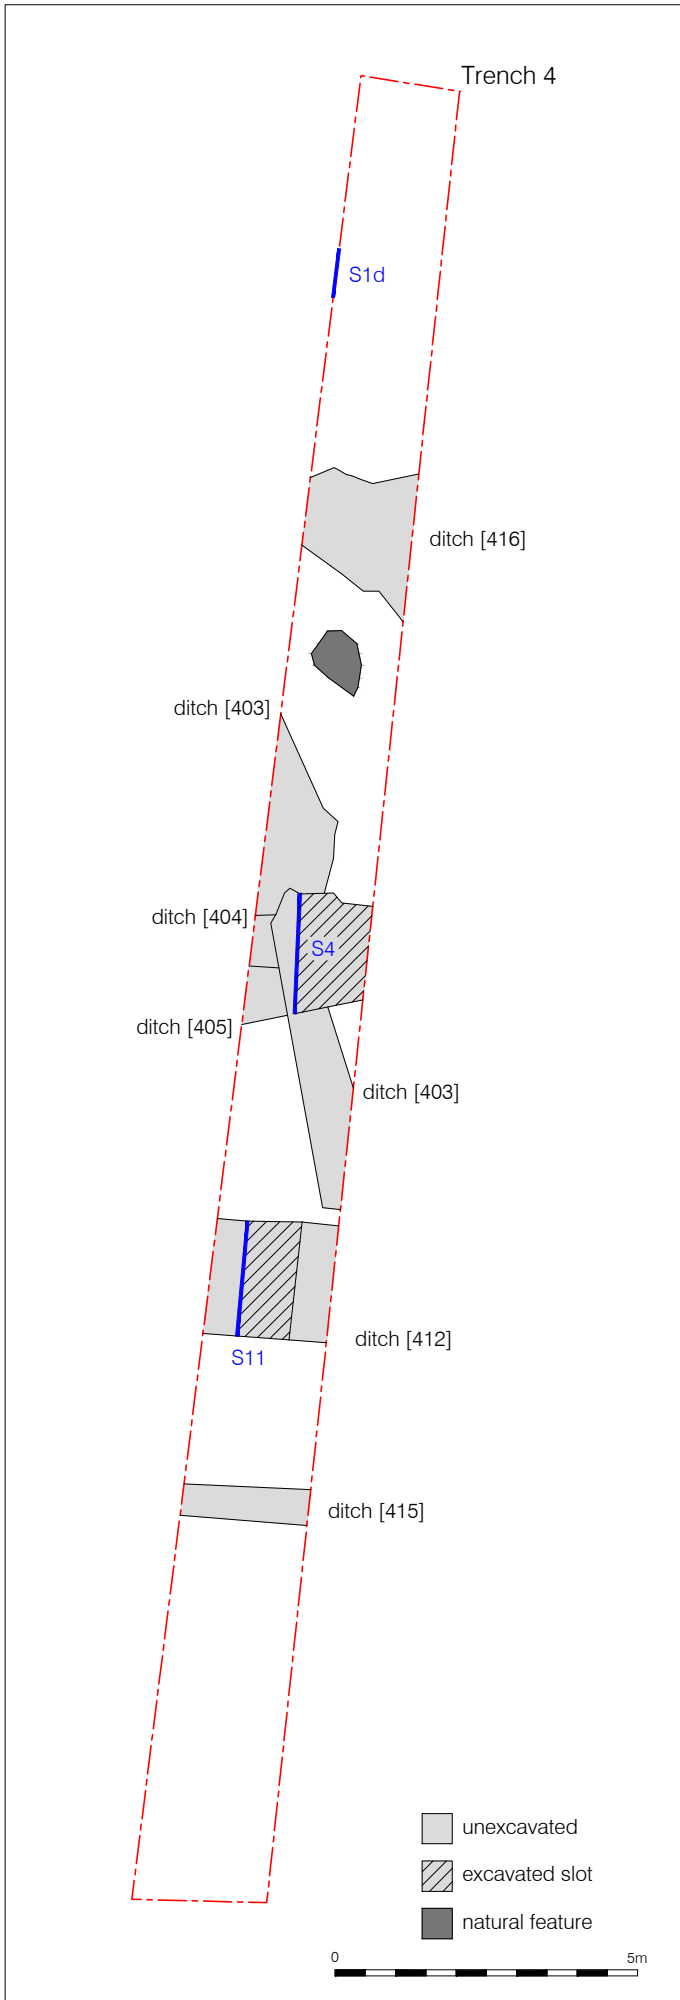 Trench 4
S1d
ditch [416]
ditch [403]
ditch [404]
S4
ditch [405]
ditch [403]
ditch [412]
S11
ditch [415]
unexcavated
excavated slot
natural feature
0 5m